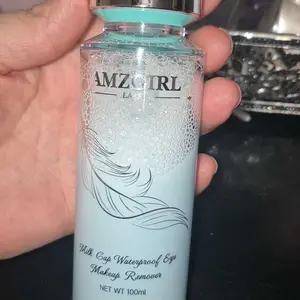 AMZGIRL
Milk Cap Waterproof Eye
Makeup Remover
NET WT 100ml